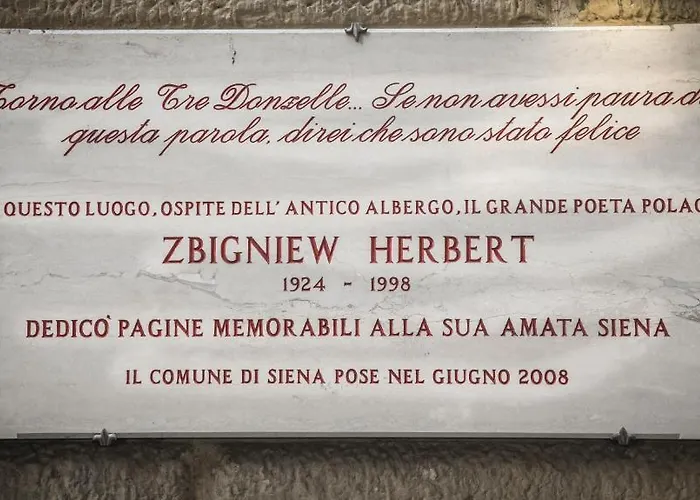 Torno alle Tre Donzelle... Se non avessi paura d
questa parola, direi che sono stato felice
QUESTO LUOGO, OSPITE DELL' ANTICO ALBERGO, IL GRANDE POETA POLAC
ZBIGNIEW HERBERT
1924 - 1998
DEDICO' PAGINE MEMORABILI ALLA SUA AMATA SIENA
IL COMUNE DI SIENA POSE NEL GIUGNO 2008